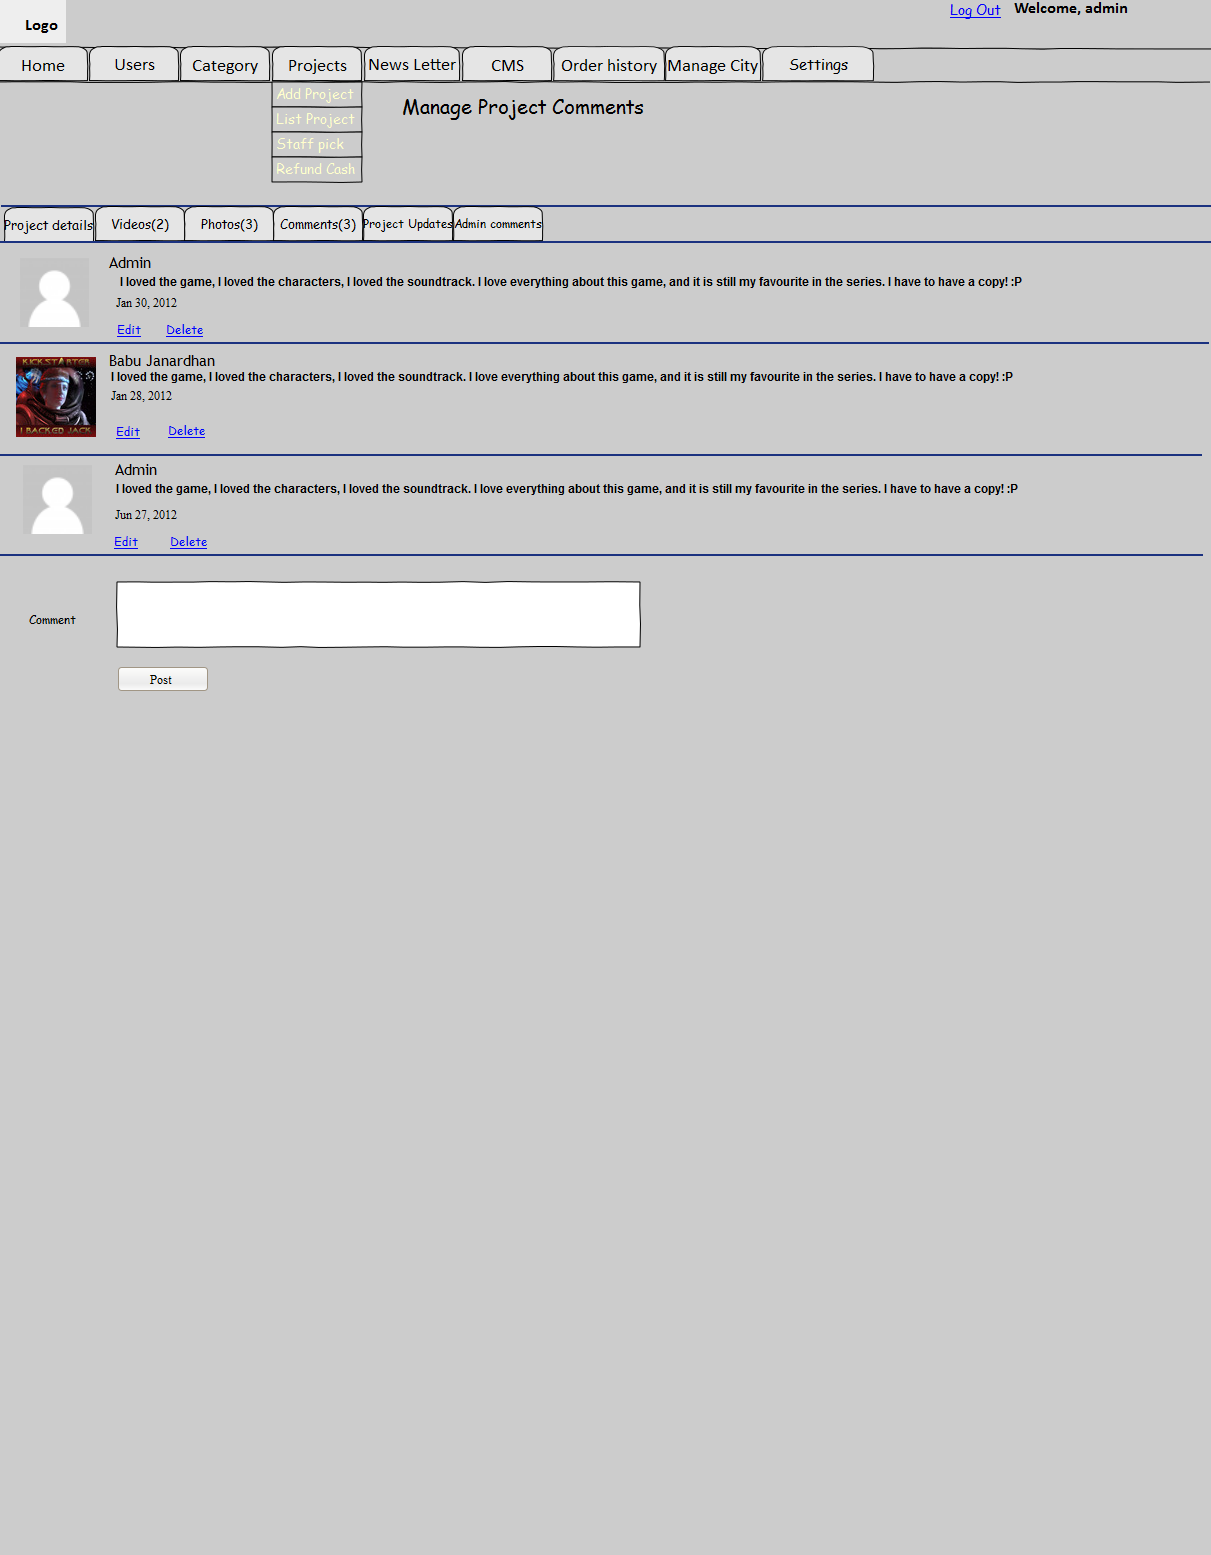 Log Out Welcome, admin
Logo
Home Users Category Projects News Letter CMS Order history Manage City Settings
Add Project
List Project
Staff pick
Refund Cash
Manage Project Comments
Project details Videos(2) Photos(3) Comments(3) Project Updates Admin comments
Admin
I loved the game, I loved the characters, I loved the soundtrack. I love everything about this game, and it is still my favourite in the series. I have to have a copy! :P
Jan 30, 2012
Edit Delete
KICKSTARTER
I BACKED JACK
Babu Janardhan
I loved the game, I loved the characters, I loved the soundtrack. I love everything about this game, and it is still my favourite in the series. I have to have a copy! :P
Jan 28, 2012
Edit Delete
Admin
I loved the game, I loved the characters, I loved the soundtrack. I love everything about this game, and it is still my favourite in the series. I have to have a copy! :P
Jun 27, 2012
Edit Delete
Comment
Post